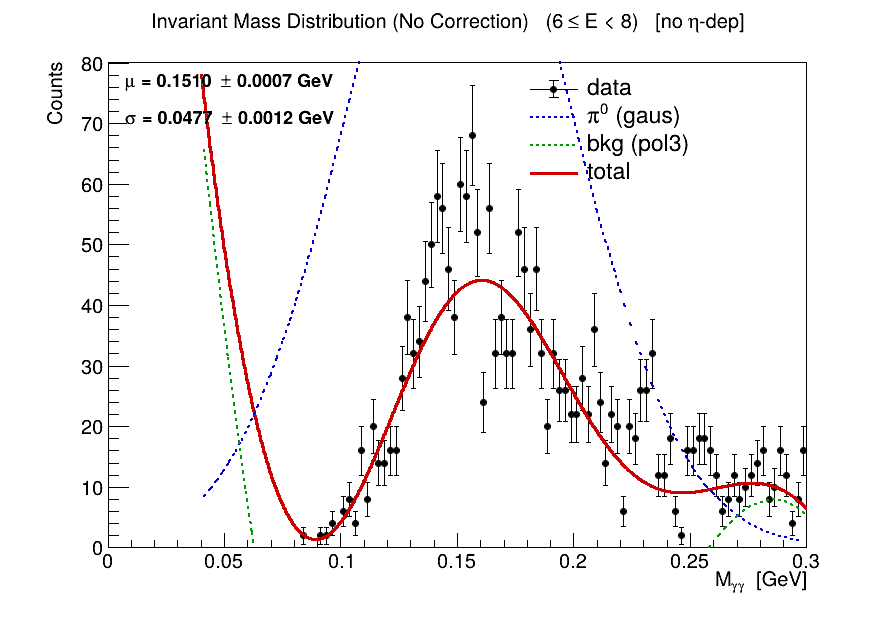 Invariant Mass Distribution (No Correction) (6 ≤ E < 8) [no η-dep]
Counts
80
70
60
50
40
30
20
10
0
μ = 0.1510 ± 0.0007 GeV
σ = 0.0477 ± 0.0012 GeV
data
π⁰ (gaus)
bkg (pol3)
total
0 0.05 0.1 0.15 0.2 0.25 0.3
Mγγ [GeV]